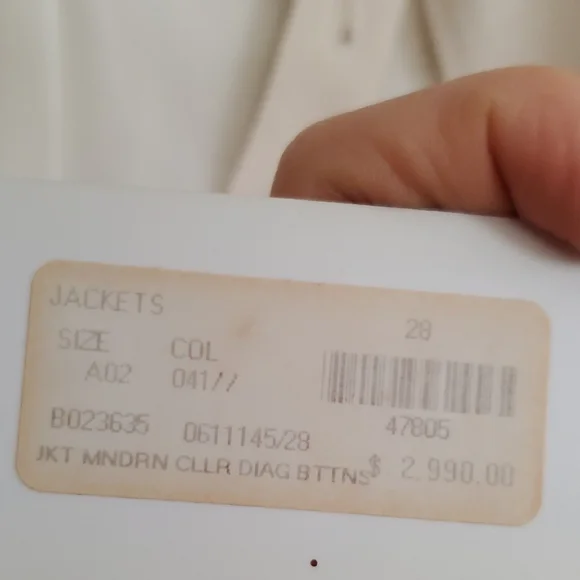 JACKETS
28
SIZE COL
A02 041//
47805
B023635 0611145/28
JKT MNDRN CLLR DIAG BTTNS $ 2,990.00